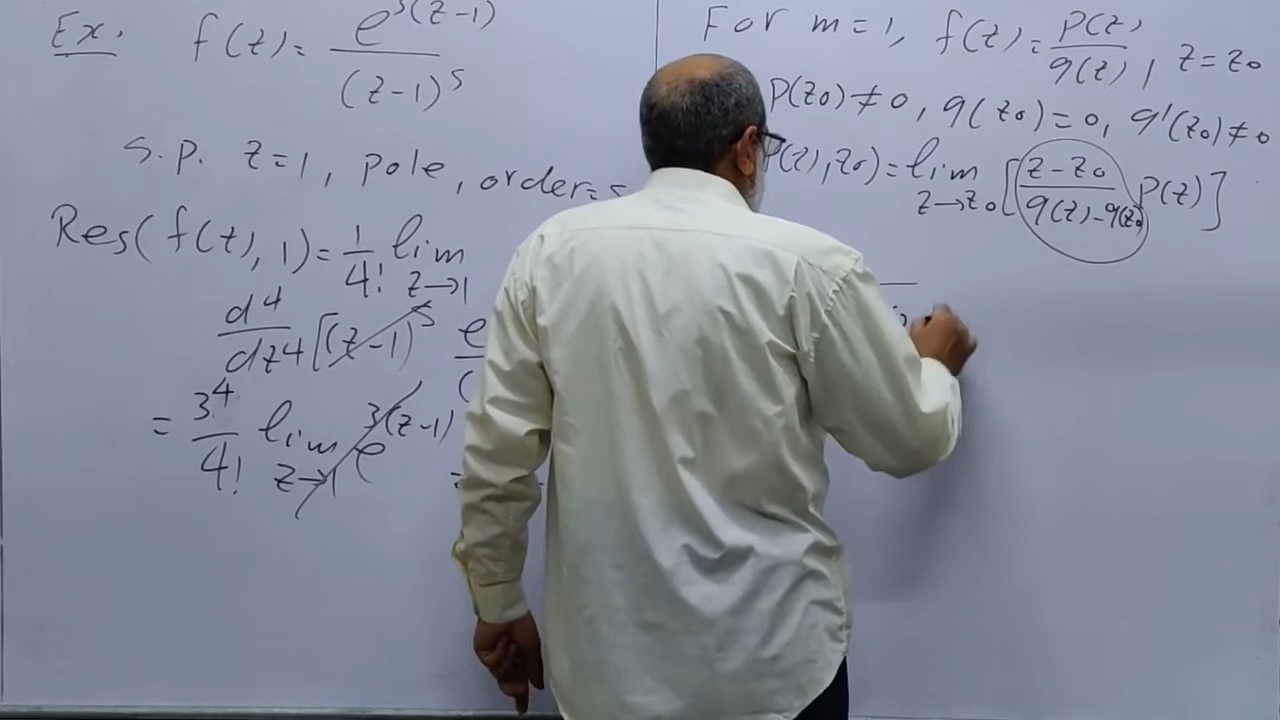 Ex. f(z) = e^3(z-1)
(z-1)^5
s.p. z=1, pole, order=5
Res(f(z), 1) = 1/4! lim z→1
d^4/dz^4 [(z-1)^5 e
(
= 3^4/4! lim z→1 e^3(z-1)
=
For m=1, f(z) = P(z)/q(z), z=z0
P(z0)≠0, q(z0)=0, q'(z0)≠0
(z), z0) = lim z→z0 [z-z0/q(z)-q(z0) P(z)]